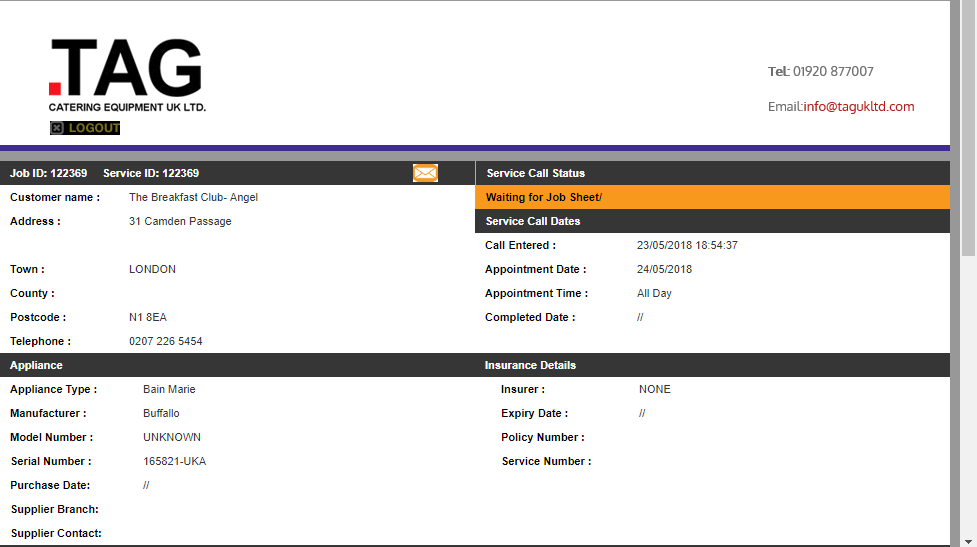 .TAG
CATERING EQUIPMENT UK LTD.
LOGOUT
Tel: 01920 877007
Email:info@tagukltd.com
Job ID: 122369 Service ID: 122369
Customer name : The Breakfast Club- Angel
Address : 31 Camden Passage
Town : LONDON
County :
Postcode : N1 8EA
Telephone : 0207 226 5454
Service Call Status
Waiting for Job Sheet/
Service Call Dates
Call Entered : 23/05/2018 18:54:37
Appointment Date : 24/05/2018
Appointment Time : All Day
Completed Date : //
Appliance
Appliance Type : Bain Marie
Manufacturer : Buffallo
Model Number : UNKNOWN
Serial Number : 165821-UKA
Purchase Date: //
Supplier Branch:
Supplier Contact:
Insurance Details
Insurer : NONE
Expiry Date : //
Policy Number :
Service Number :